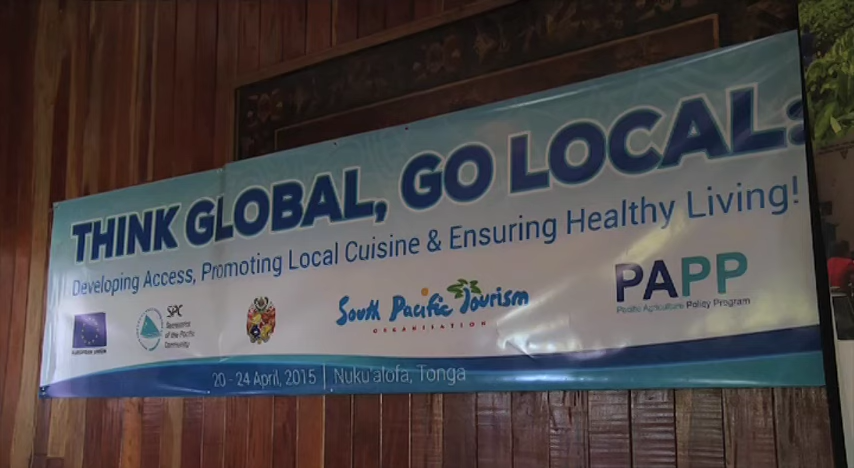 THINK GLOBAL, GO LOCAL:
Developing Access, Promoting Local Cuisine & Ensuring Healthy Living!
EUROPEAN UNION
SPC
Secretariat
of the Pacific
Community
South Pacific Tourism
ORGANISATION
PAPP
Pacific Agriculture Policy Program
20 - 24 April, 2015 | Nuku'alofa, Tonga